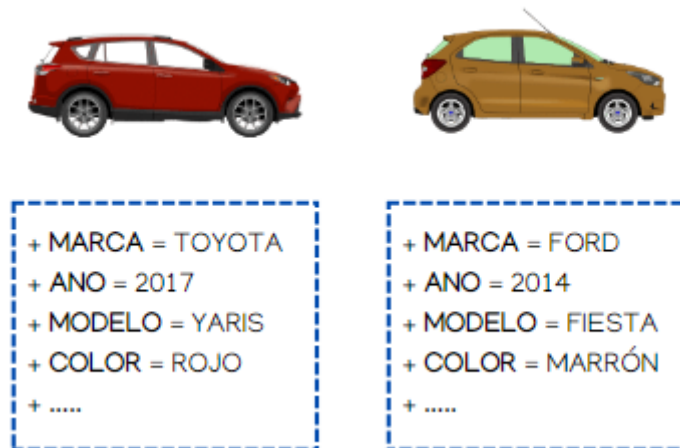 + MARCA = TOYOTA
+ ANO = 2017
+ MODELO = YARIS
+ COLOR = ROJO
+ .....
+ MARCA = FORD
+ ANO = 2014
+ MODELO = FIESTA
+ COLOR = MARRÓN
+ .....